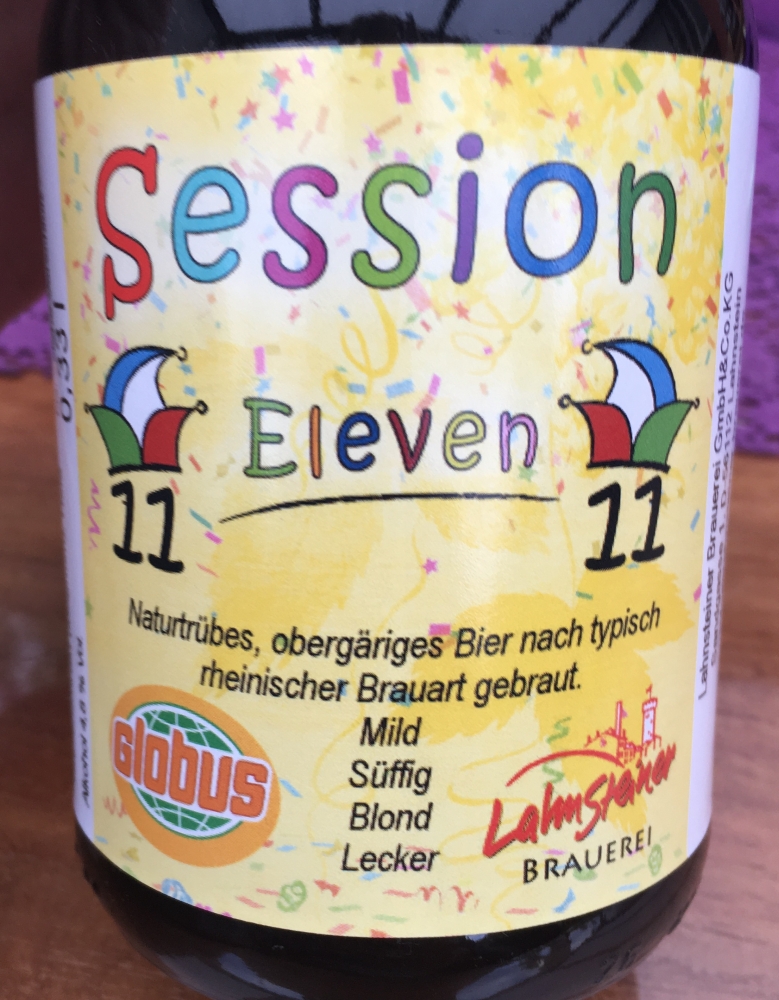 Session
Eleven
11
11
Naturtrübes, obergäriges Bier nach typisch
rheinischer Brauart gebraut.
Mild
Süffig
Blond
Lecker
Globus
Lahnsteiner
BRAUEREI
0,33 l
Lahnsteiner Brauerei GmbH&Co.KG
Lahnstein